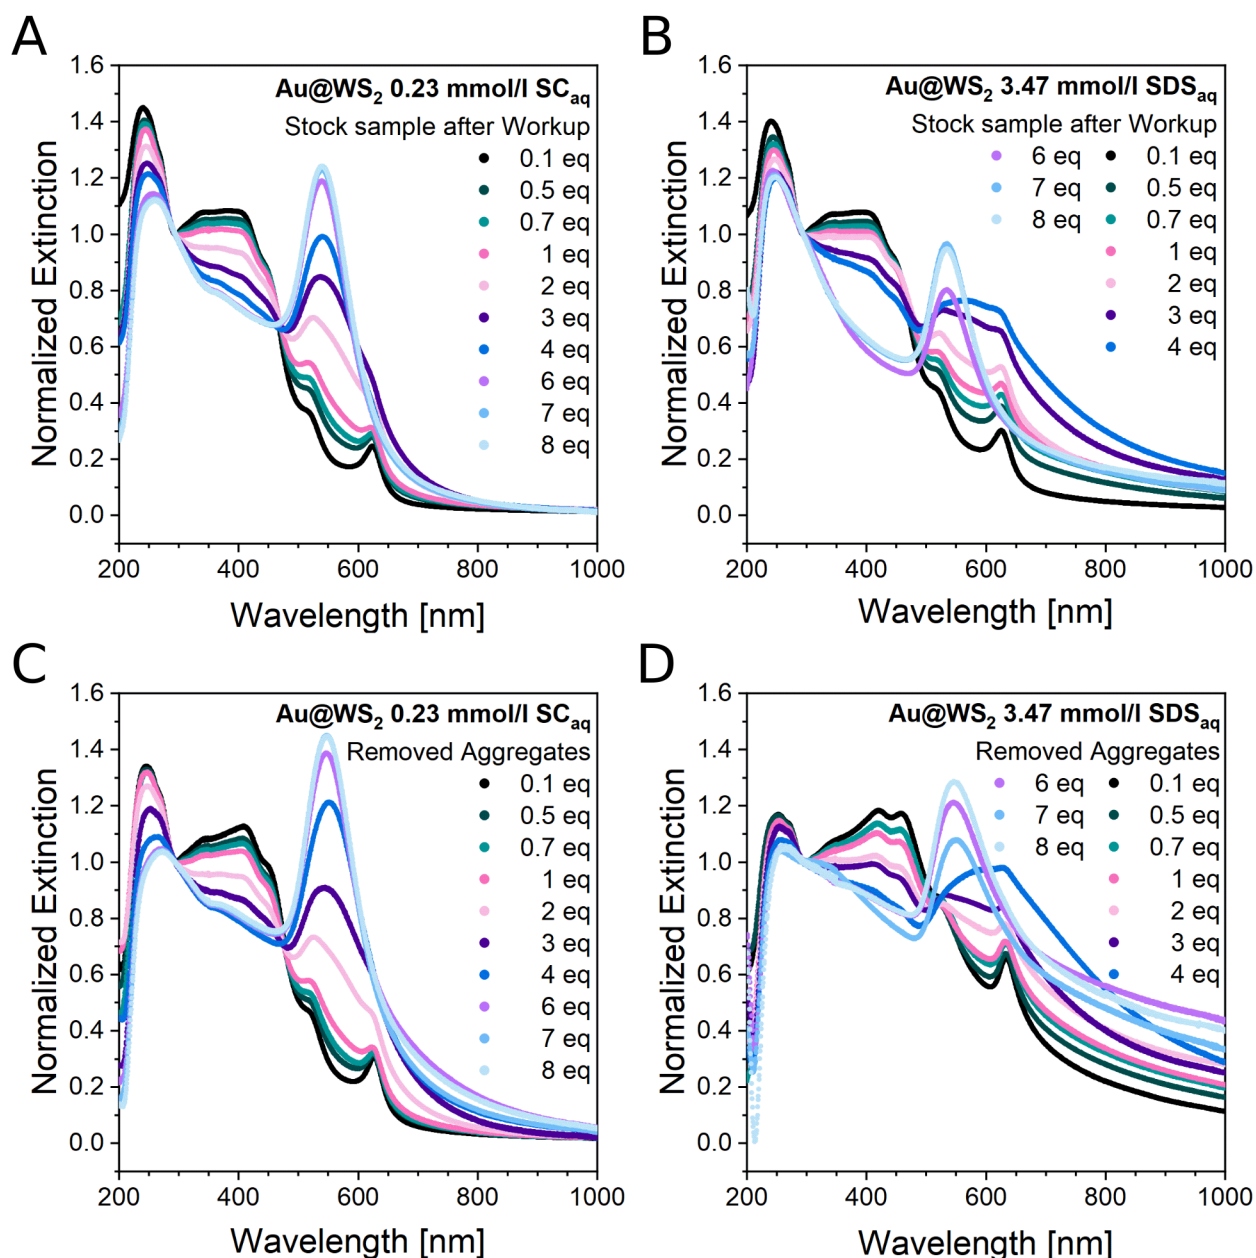 A
Au@WS2 0.23 mmol/l SCaq
Stock sample after Workup
0.1 eq
0.5 eq
0.7 eq
1 eq
2 eq
3 eq
4 eq
6 eq
7 eq
8 eq
Normalized Extinction
1.6
1.4
1.2
1.0
0.8
0.6
0.4
0.2
0.0
200 400 600 800 1000
Wavelength [nm]
B
Au@WS2 3.47 mmol/l SDSaq
Stock sample after Workup
6 eq 0.1 eq
7 eq 0.5 eq
8 eq 0.7 eq
1 eq
2 eq
3 eq
4 eq
Normalized Extinction
1.6
1.4
1.2
1.0
0.8
0.6
0.4
0.2
0.0
200 400 600 800 1000
Wavelength [nm]
C
Au@WS2 0.23 mmol/l SCaq
Removed Aggregates
0.1 eq
0.5 eq
0.7 eq
1 eq
2 eq
3 eq
4 eq
6 eq
7 eq
8 eq
Normalized Extinction
1.6
1.4
1.2
1.0
0.8
0.6
0.4
0.2
0.0
200 400 600 800 1000
Wavelength [nm]
D
Au@WS2 3.47 mmol/l SDSaq
Removed Aggregates
6 eq 0.1 eq
7 eq 0.5 eq
8 eq 0.7 eq
1 eq
2 eq
3 eq
4 eq
Normalized Extinction
1.6
1.4
1.2
1.0
0.8
0.6
0.4
0.2
0.0
200 400 600 800 1000
Wavelength [nm]